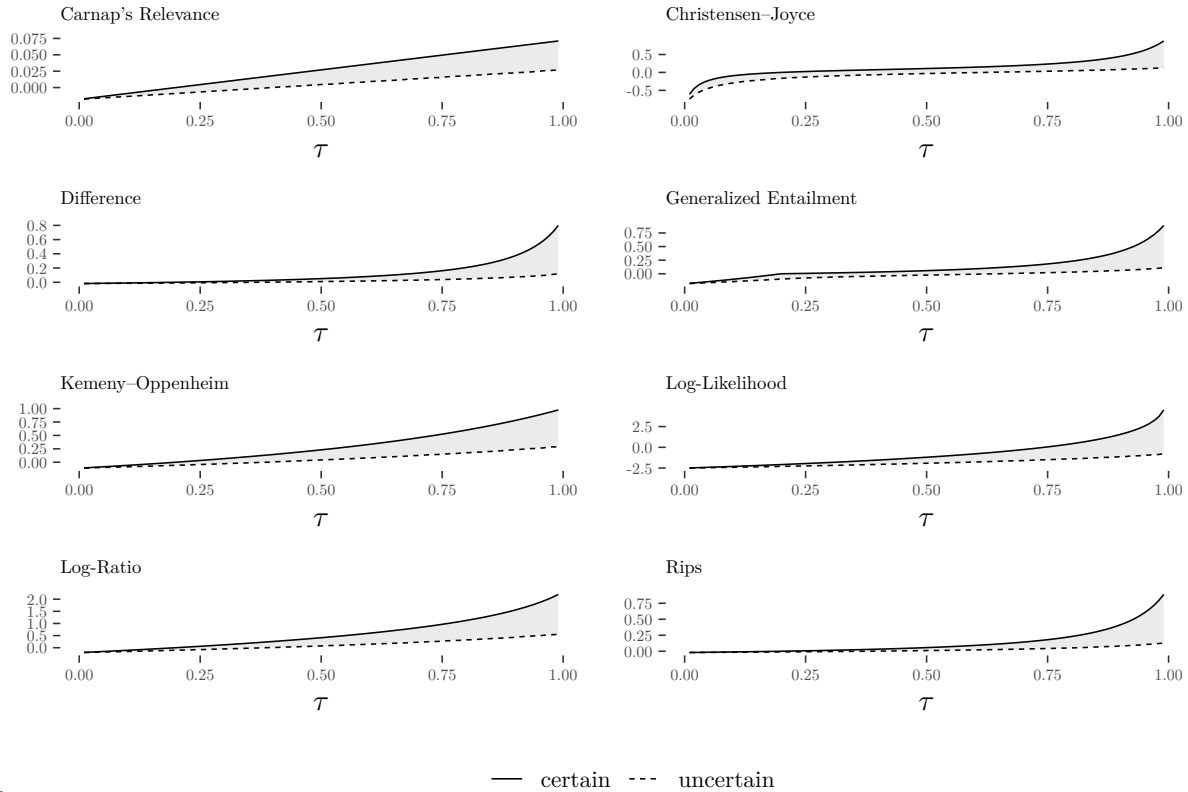 Carnap's Relevance
0.075
0.050
0.025
0.000
0.00 0.25 0.50 0.75 1.00
τ
Christensen–Joyce
0.5
0.0
-0.5
0.00 0.25 0.50 0.75 1.00
τ
Difference
0.8
0.6
0.4
0.2
0.0
0.00 0.25 0.50 0.75 1.00
τ
Generalized Entailment
0.75
0.50
0.25
0.00
0.00 0.25 0.50 0.75 1.00
τ
Kemeny–Oppenheim
1.00
0.75
0.50
0.25
0.00
0.00 0.25 0.50 0.75 1.00
τ
Log-Likelihood
2.5
0.0
-2.5
0.00 0.25 0.50 0.75 1.00
τ
Log-Ratio
2.0
1.5
1.0
0.5
0.0
0.00 0.25 0.50 0.75 1.00
τ
Rips
0.75
0.50
0.25
0.00
0.00 0.25 0.50 0.75 1.00
τ
certain uncertain